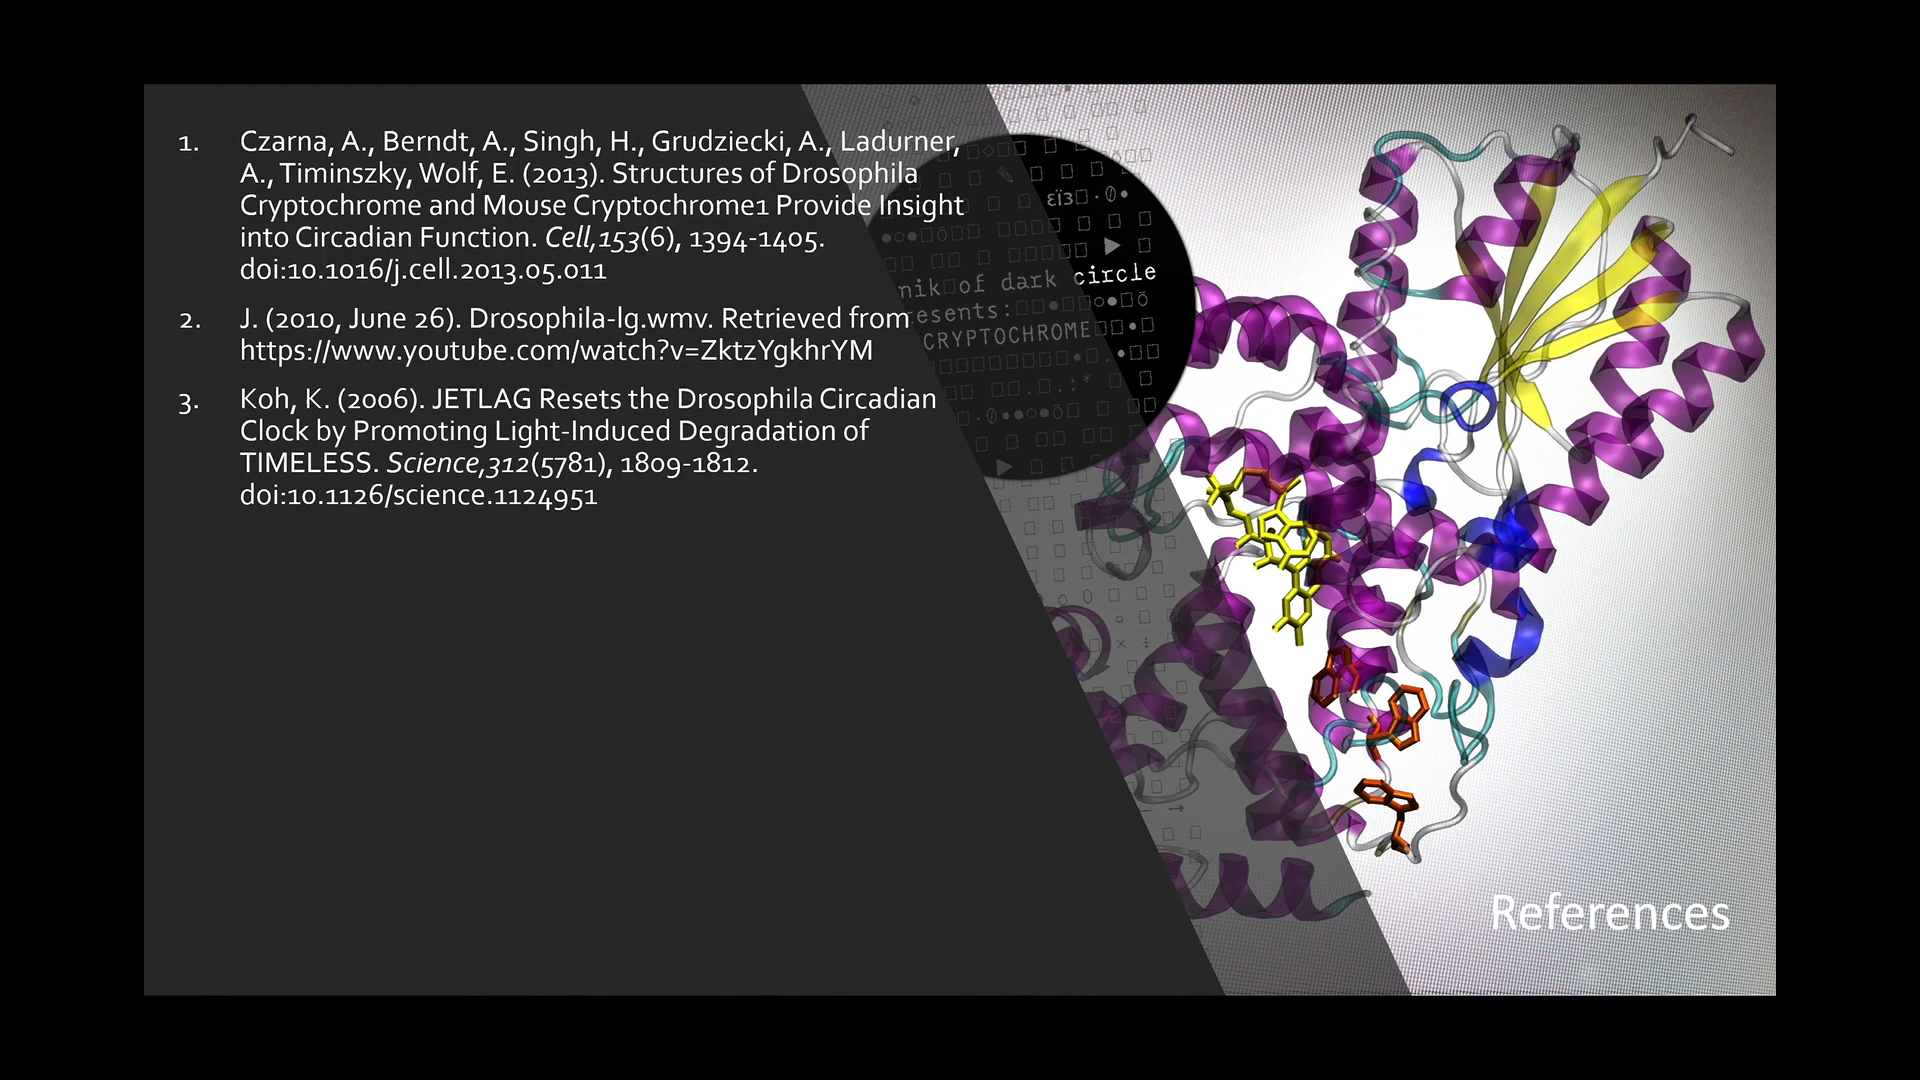 1. Czarna, A., Berndt, A., Singh, H., Grudziecki, A., Ladurner,
A., Timinszky, Wolf, E. (2013). Structures of Drosophila
Cryptochrome and Mouse Cryptochrome1 Provide Insight
into Circadian Function. Cell,153(6), 1394-1405.
doi:10.1016/j.cell.2013.05.011
2. J. (2010, June 26). Drosophila-lg.wmv. Retrieved from
https://www.youtube.com/watch?v=ZktzYgkhrYM
3. Koh, K. (2006). JETLAG Resets the Drosophila Circadian
Clock by Promoting Light-Induced Degradation of
TIMELESS. Science,312(5781), 1809-1812.
doi:10.1126/science.1124951
of dark circle
CRYPTOCHROME
References